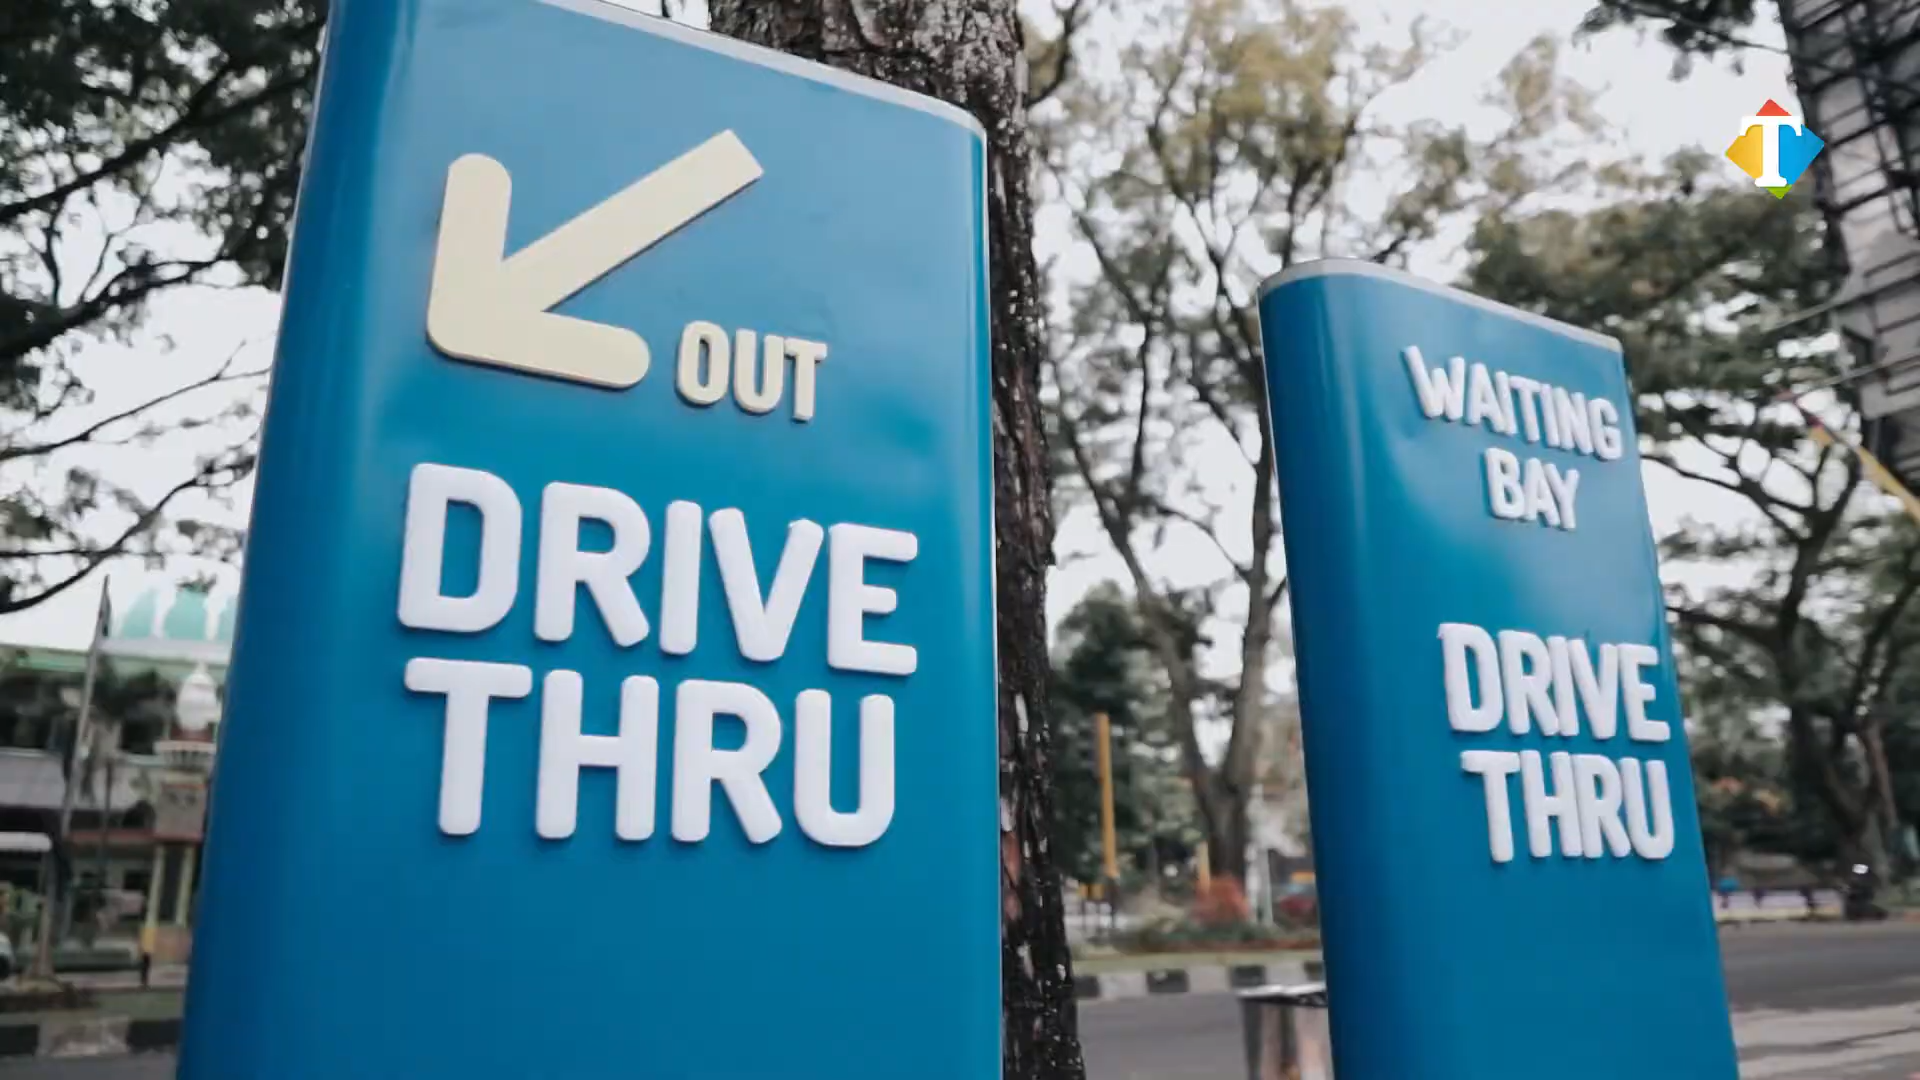 OUT
DRIVE
THRU
WAITING
BAY
DRIVE
THRU
T